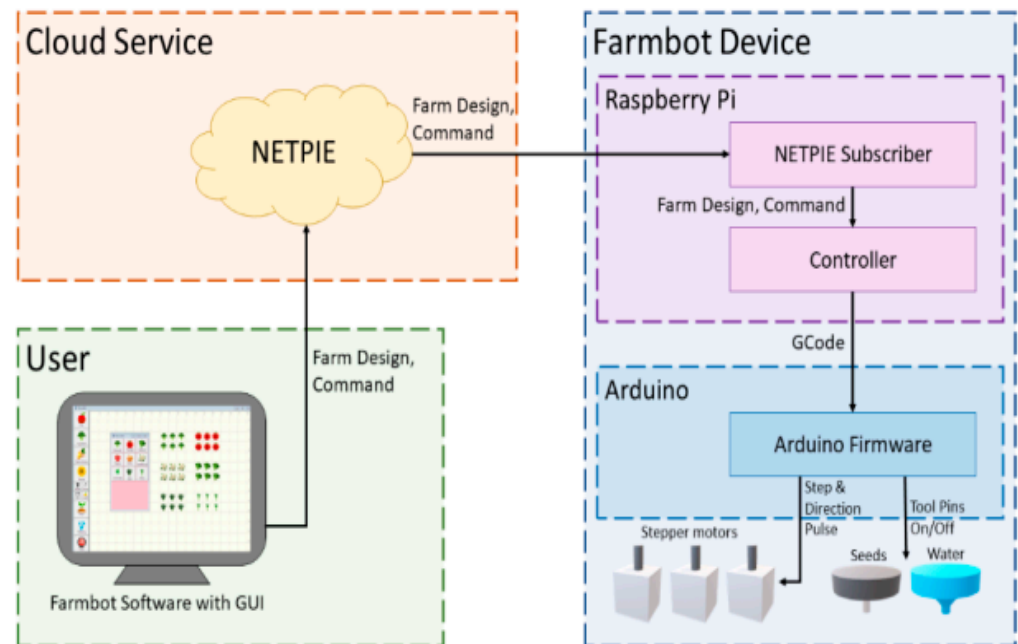 Cloud Service
NETPIE
Farm Design,
Command
User
Farm Design,
Command
Farmbot Software with GUI
Farmbot Device
Raspberry Pi
NETPIE Subscriber
Farm Design, Command
Controller
GCode
Arduino
Arduino Firmware
Step &
Direction
Pulse
Tool Pins
On/Off
Stepper motors
Seeds
Water